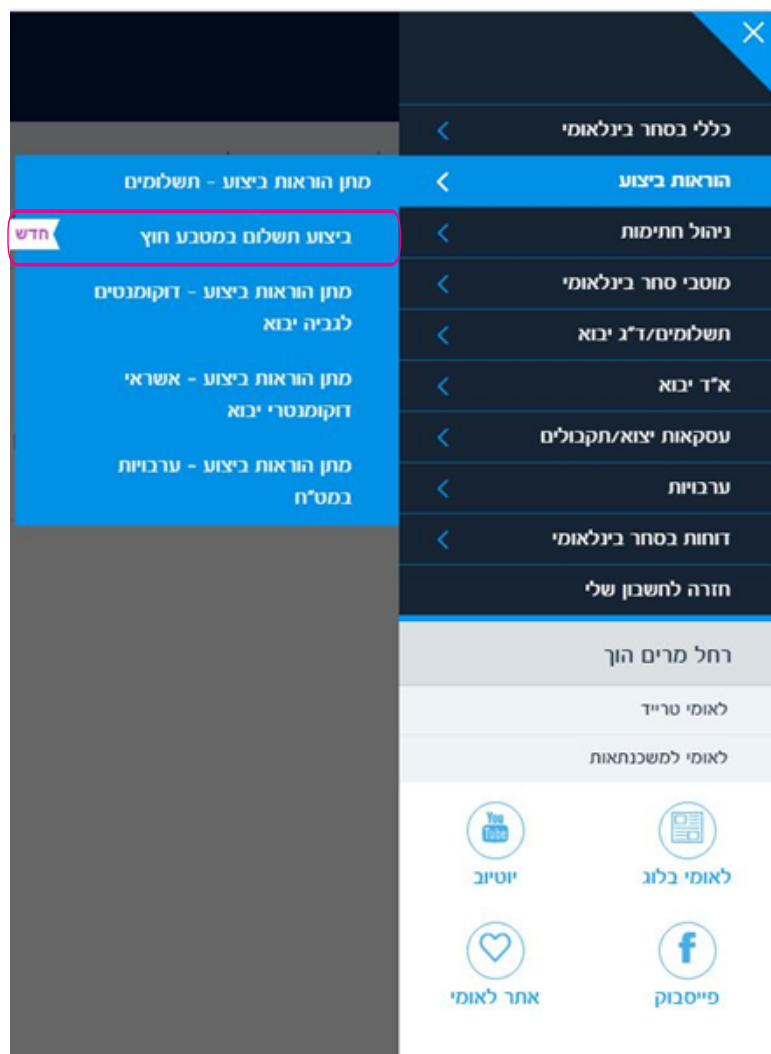 כללי בסחר בינלאומי
הוראות ביצוע
ניהול חתימות
מוטבי סחר בינלאומי
תשלומים/ד״ג יבוא
א״ד יבוא
עסקאות יצוא/תקבולים
ערבויות
דוחות בסחר בינלאומי
חזרה לחשבון שלי
מתן הוראות ביצוע - תשלומים
ביצוע תשלום במטבע חוץ
חדש
מתן הוראות ביצוע - דוקומנטים
לגביה יבוא
מתן הוראות ביצוע - אשראי
דוקומנטרי יבוא
מתן הוראות ביצוע - ערבויות
במט״ח
רחל מרים הוך
לאומי טרייד
לאומי למשכנתאות
You
Tube
לאומי בלוג
יוטיוב
f
פייסבוק
אתר לאומי